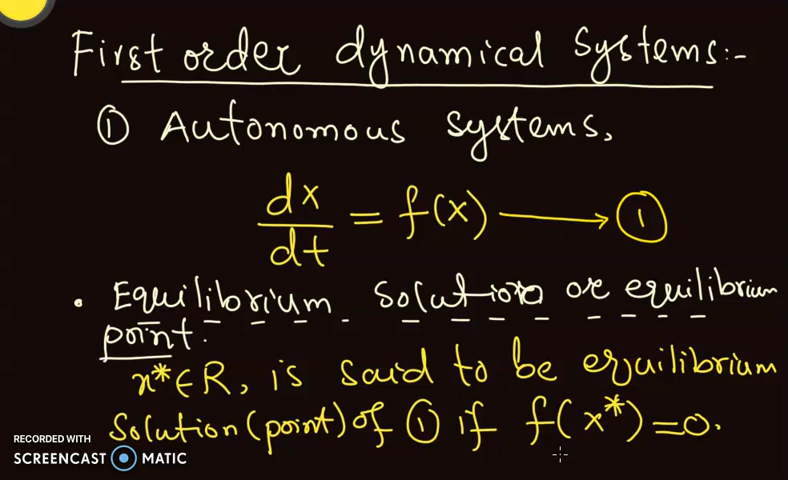 First order dynamical systems:-
① Autonomous systems,
dx/dt = f(x) ⟶ ①
• Equilibrium solution or equilibrium
point.
x* ∈ R, is said to be equilibrium
Solution (point) of ① if f(x*) = 0.
RECORDED WITH
SCREENCAST MATIC